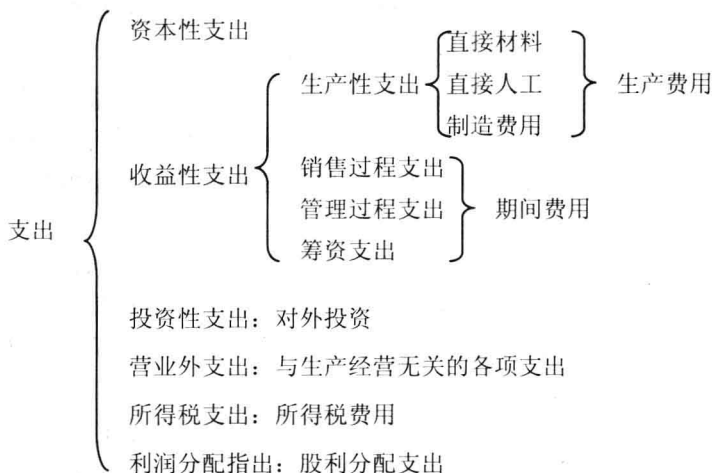 资本性支出
直接材料
生产性支出 直接人工 生产费用
制造费用
收益性支出 销售过程支出
管理过程支出 期间费用
支出
筹资支出
投资性支出：对外投资
营业外支出：与生产经营无关的各项支出
所得税支出：所得税费用
利润分配指出：股利分配支出